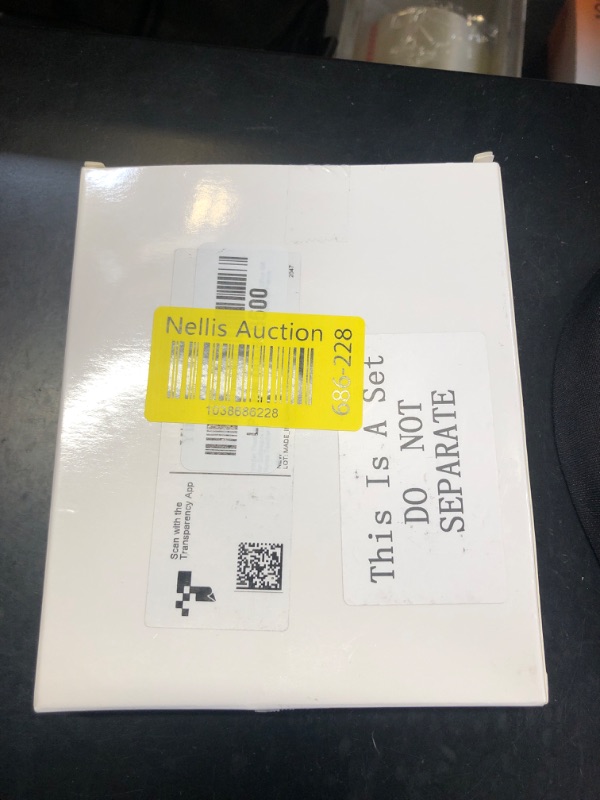 Nellis Auction
1038686228
686-228
This Is A Set
DO NOT
SEPARATE
Scan with the
Transparency App